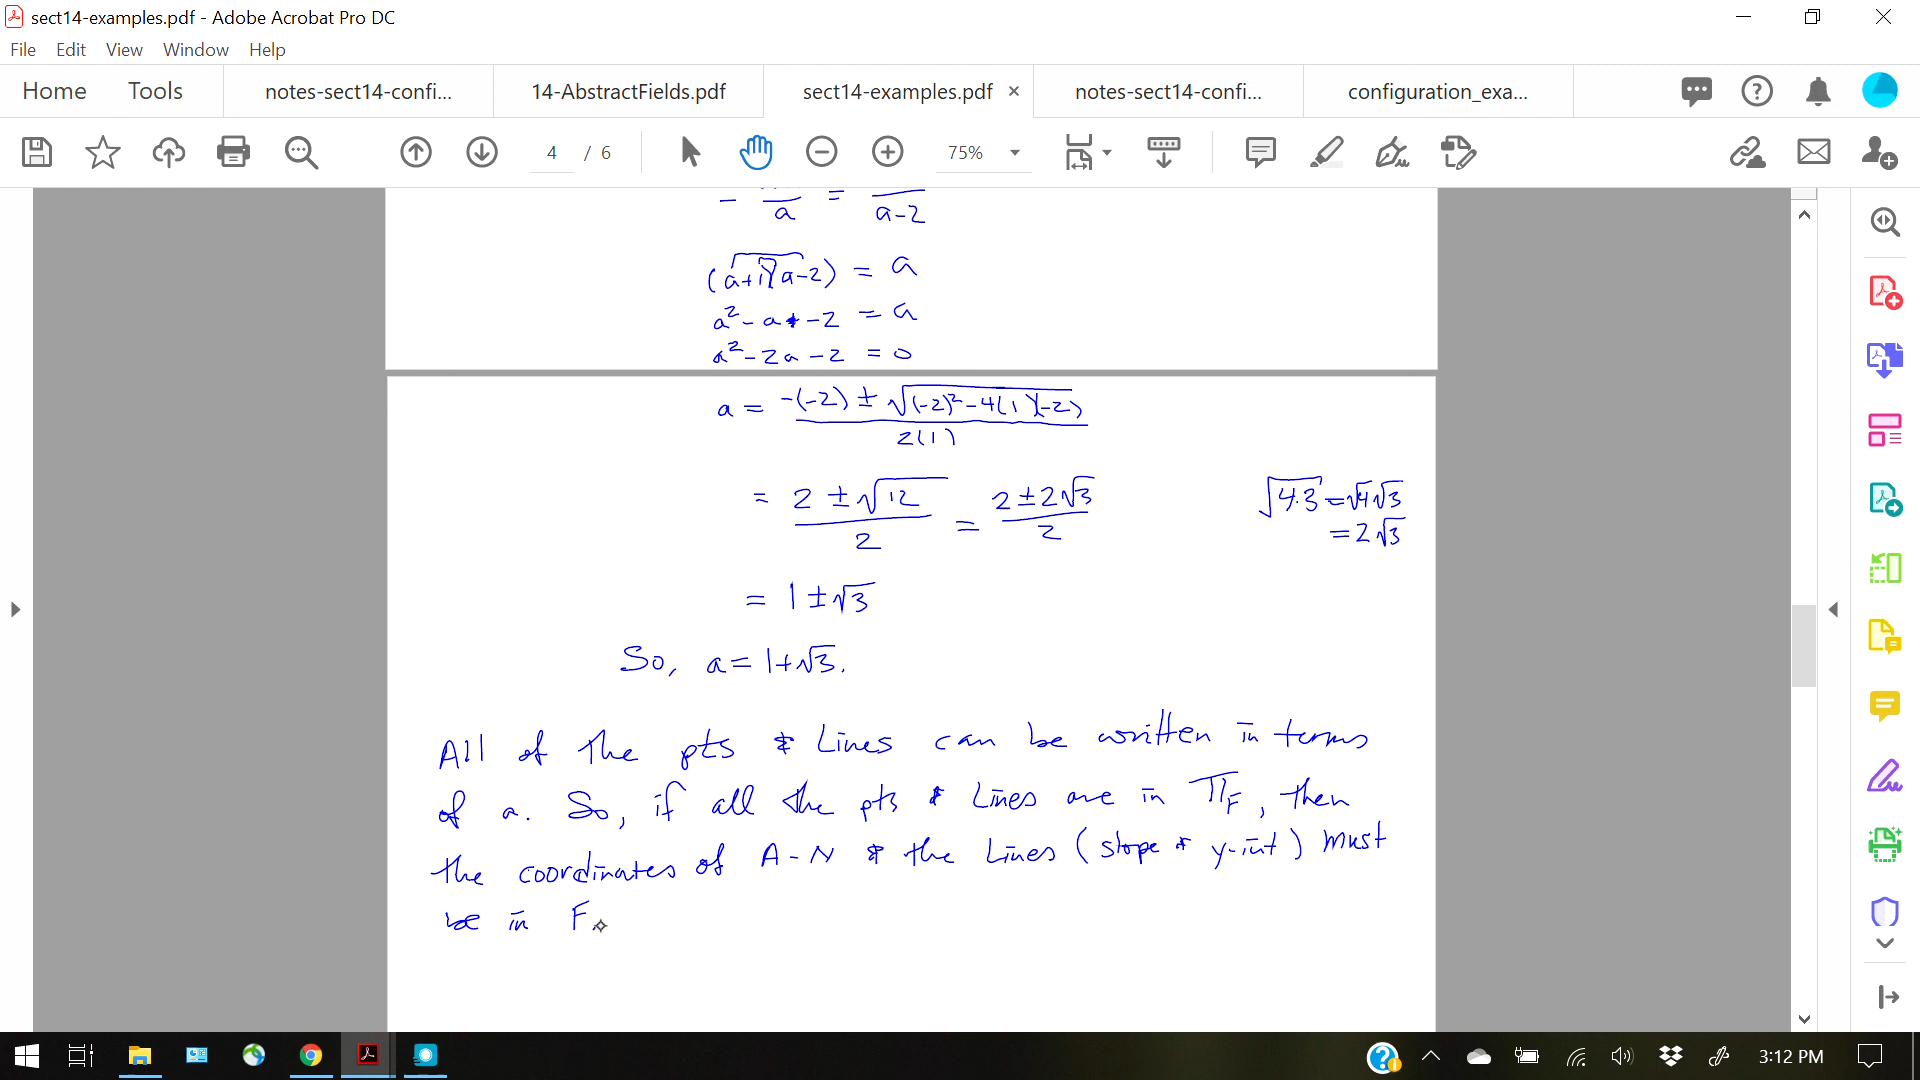 sect14-examples.pdf - Adobe Acrobat Pro DC
File Edit View Window Help
Home Tools notes-sect14-confi... 14-AbstractFields.pdf sect14-examples.pdf × notes-sect14-confi... configuration_exa...
4 / 6 75%
- /a = /a-2
(a+1)(a-2) = a
a² - a - 2 = a
a² - 2a - 2 = 0
a = -(-2) ± √(-2)² - 4(1)(-2) / 2(1)
= 2 ± √12 / 2 = 2 ± 2√3 / 2
√4·3 = √4 √3
= 2√3
= 1 ± √3
So, a = 1+√3.
All of the pts & Lines can be written in terms
of a. So, if all the pts & Lines are in Π_F, then
the coordinates of A-N & the Lines (slope & y-int) must
be in F.
3:12 PM